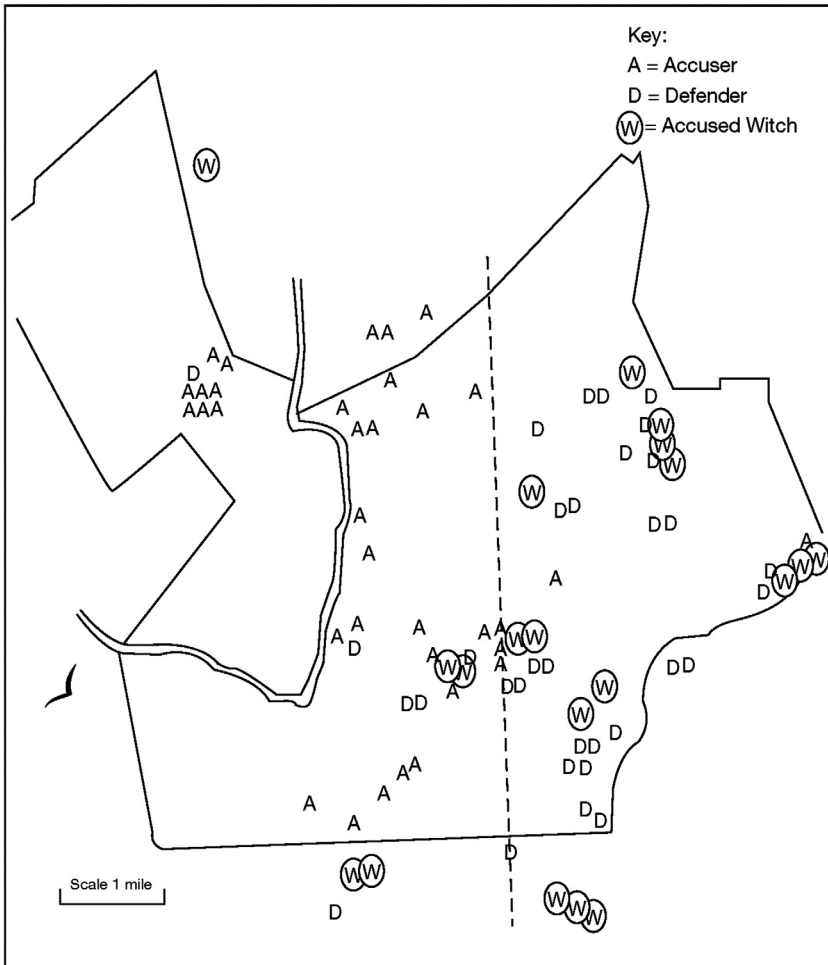 Key:
A = Accuser
D = Defender
W = Accused Witch
W
A
AA
A
A
D W
A
AAA A DD D
AAA A A
AA D D W
D W
D W
W
DD
A
DD
A
A W W
D W
A
D
A A A
A A W W
D A
A D
W W A DD DD
A DD W
DD W
D
DD
A A DD
A
A D
A D
D
W W
Scale 1 mile
W W W
D